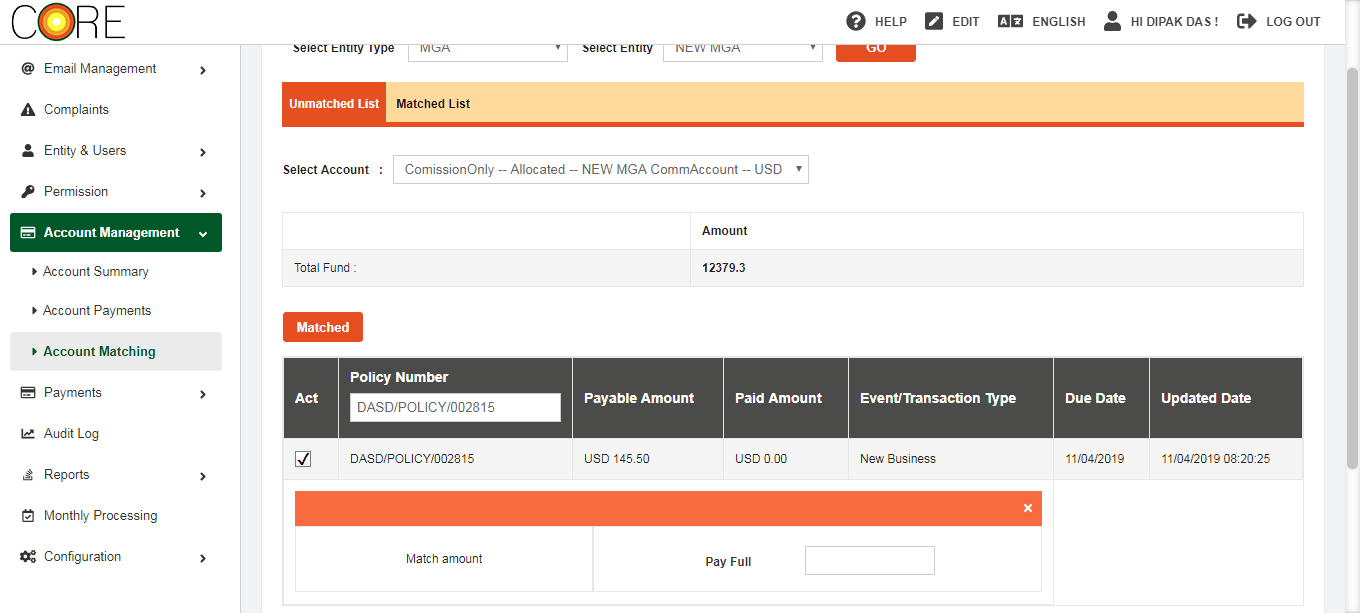 CORE
HELP EDIT ENGLISH HI DIPAK DAS ! LOG OUT
Select Entity Type MGA Select Entity NEW MGA GO
Email Management
Complaints
Entity & Users
Permission
Account Management
Account Summary
Account Payments
Account Matching
Payments
Audit Log
Reports
Monthly Processing
Configuration
Unmatched List Matched List
Select Account : ComissionOnly -- Allocated -- NEW MGA CommAccount -- USD
Amount
Total Fund : 12379.3
Matched
Act Policy Number Payable Amount Paid Amount Event/Transaction Type Due Date Updated Date
DASD/POLICY/002815
DASD/POLICY/002815 USD 145.50 USD 0.00 New Business 11/04/2019 11/04/2019 08:20:25
×
Match amount Pay Full